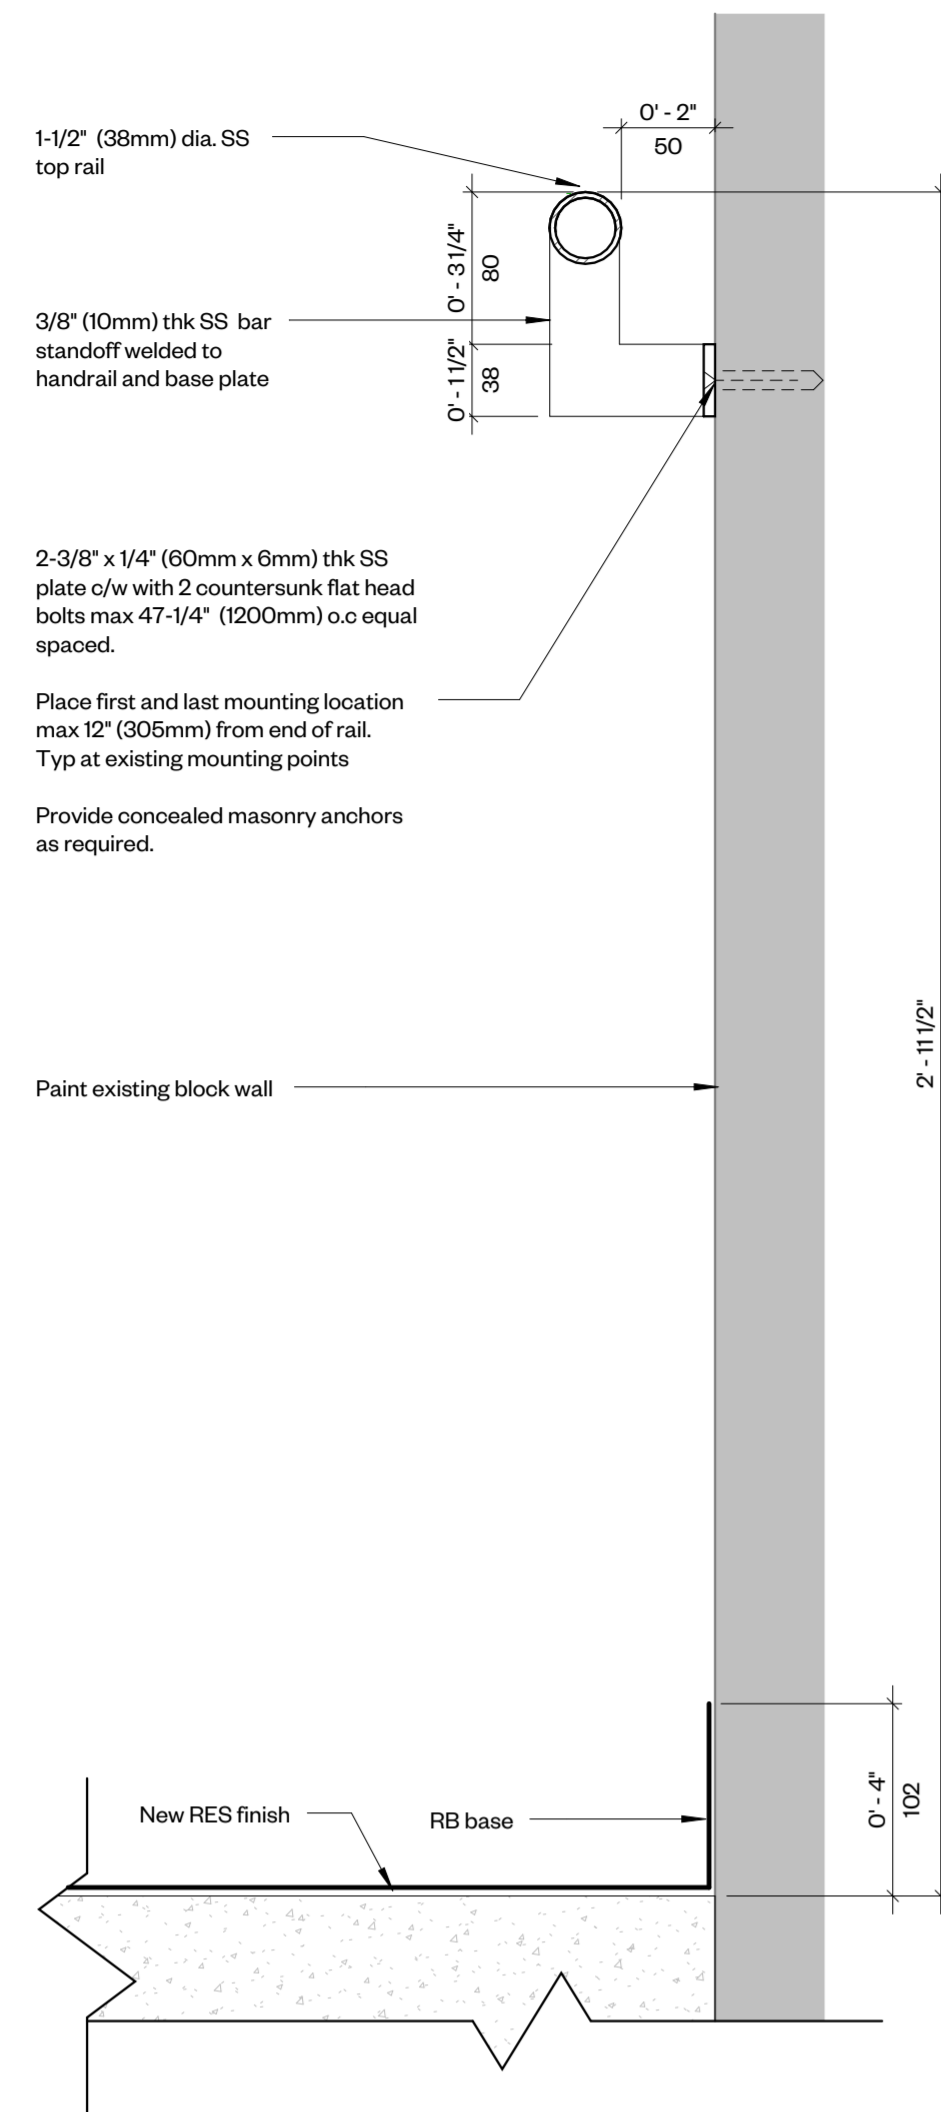 0' - 2"
50
1-1/2" (38mm) dia. SS
top rail
0' - 3 1/4"
80
3/8" (10mm) thk SS bar
standoff welded to
handrail and base plate
0' - 1 1/2"
38
2-3/8" x 1/4" (60mm x 6mm) thk SS
plate c/w with 2 countersunk flat head
bolts max 47-1/4" (1200mm) o.c equal
spaced.
Place first and last mounting location
max 12" (305mm) from end of rail.
Typ at existing mounting points
Provide concealed masonry anchors
as required.
2' - 11 1/2"
Paint existing block wall
0' - 4"
102
New RES finish
RB base